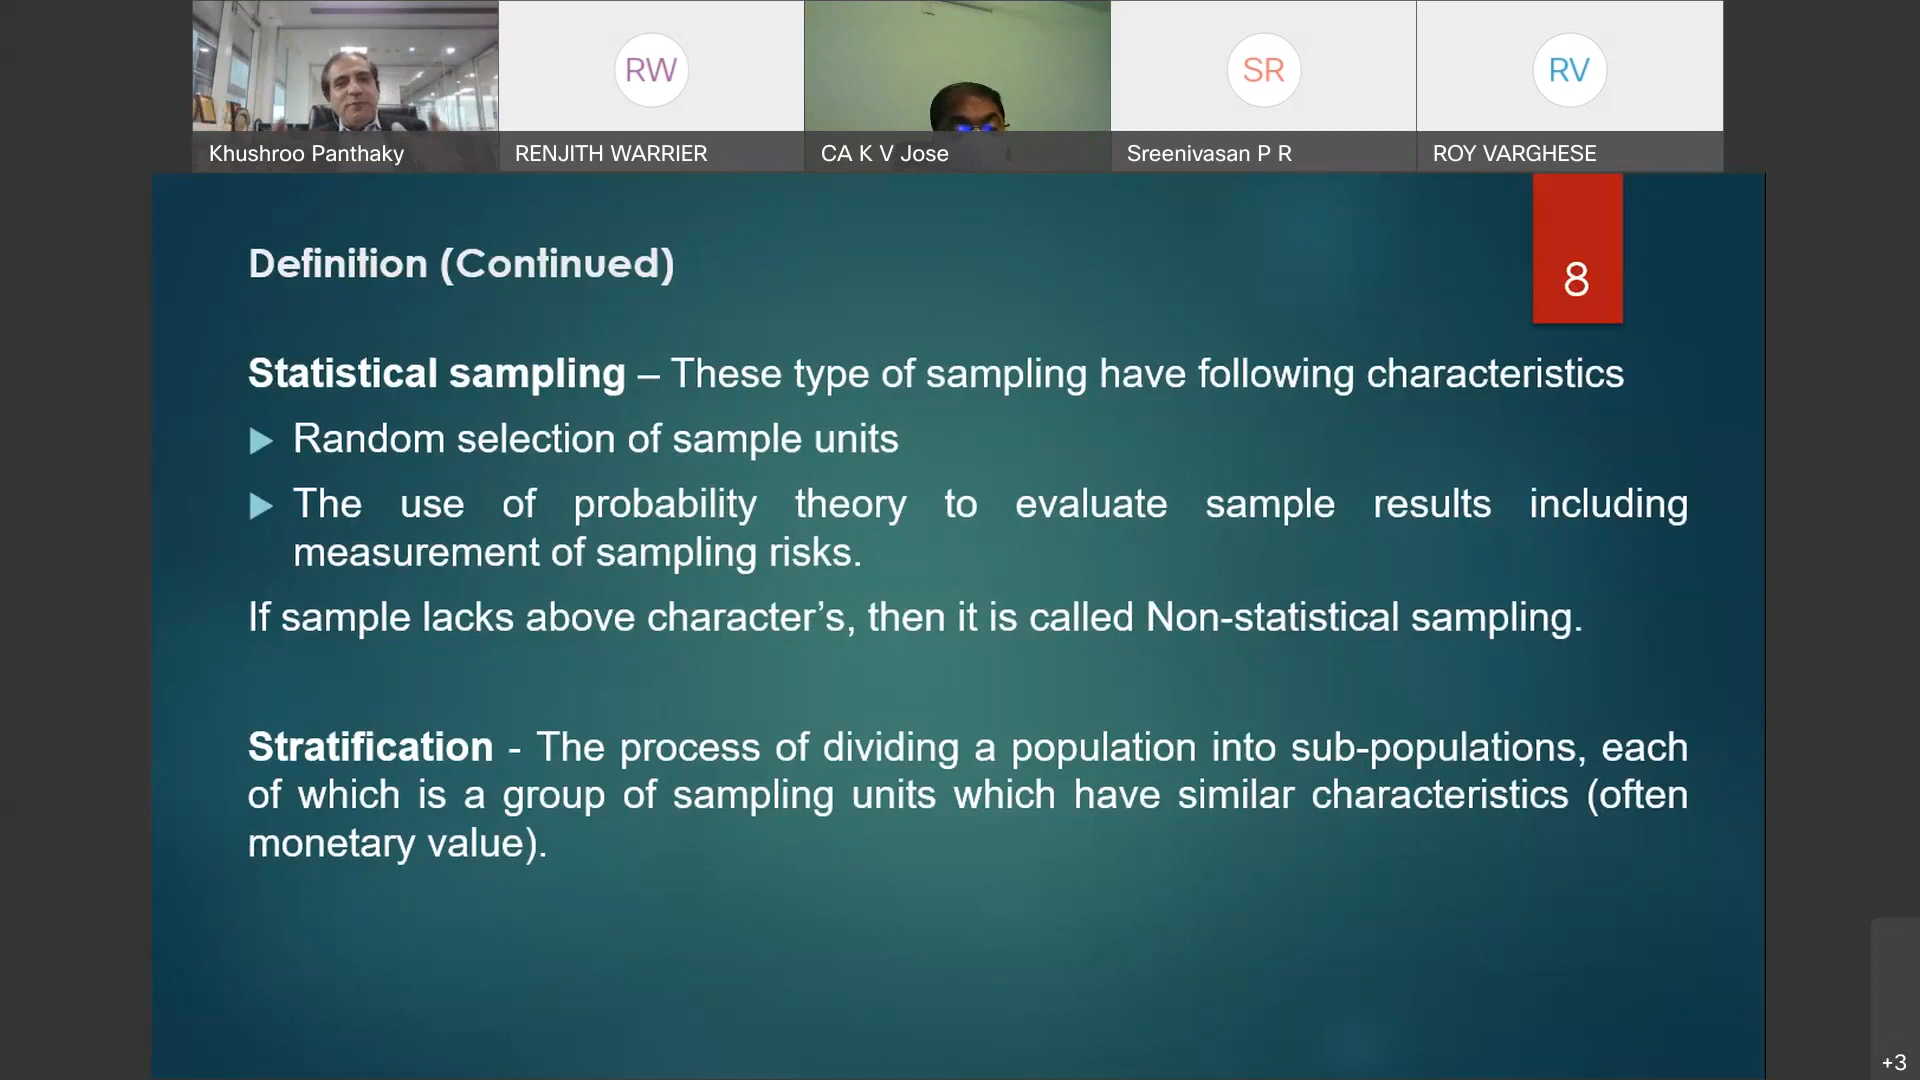 RW
SR
RV
Khushroo Panthaky
RENJITH WARRIER
CA K V Jose
Sreenivasan P R
ROY VARGHESE
Definition (Continued)
8
Statistical sampling – These type of sampling have following characteristics
Random selection of sample units
The use of probability theory to evaluate sample results including
measurement of sampling risks.
If sample lacks above character’s, then it is called Non-statistical sampling.
Stratification - The process of dividing a population into sub-populations, each
of which is a group of sampling units which have similar characteristics (often
monetary value).
+3